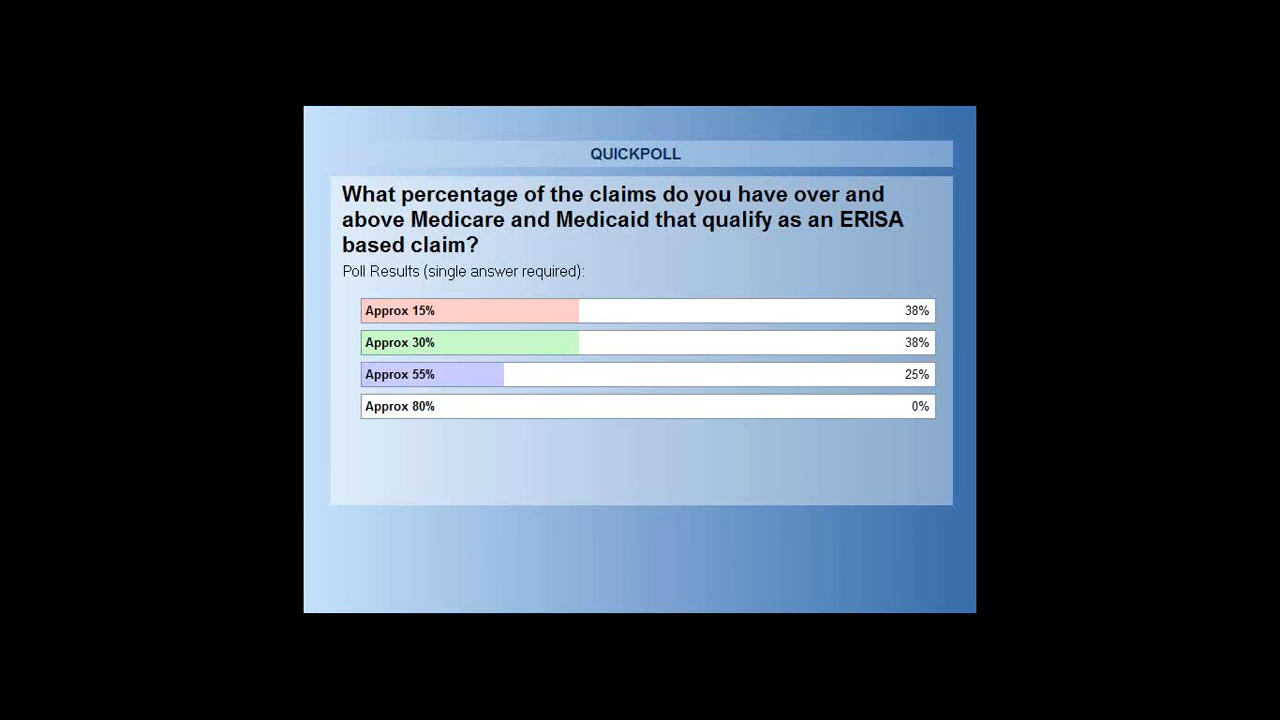 QUICKPOLL
What percentage of the claims do you have over and
above Medicare and Medicaid that qualify as an ERISA
based claim?
Poll Results (single answer required):
Approx 15% 38%
Approx 30% 38%
Approx 55% 25%
Approx 80% 0%